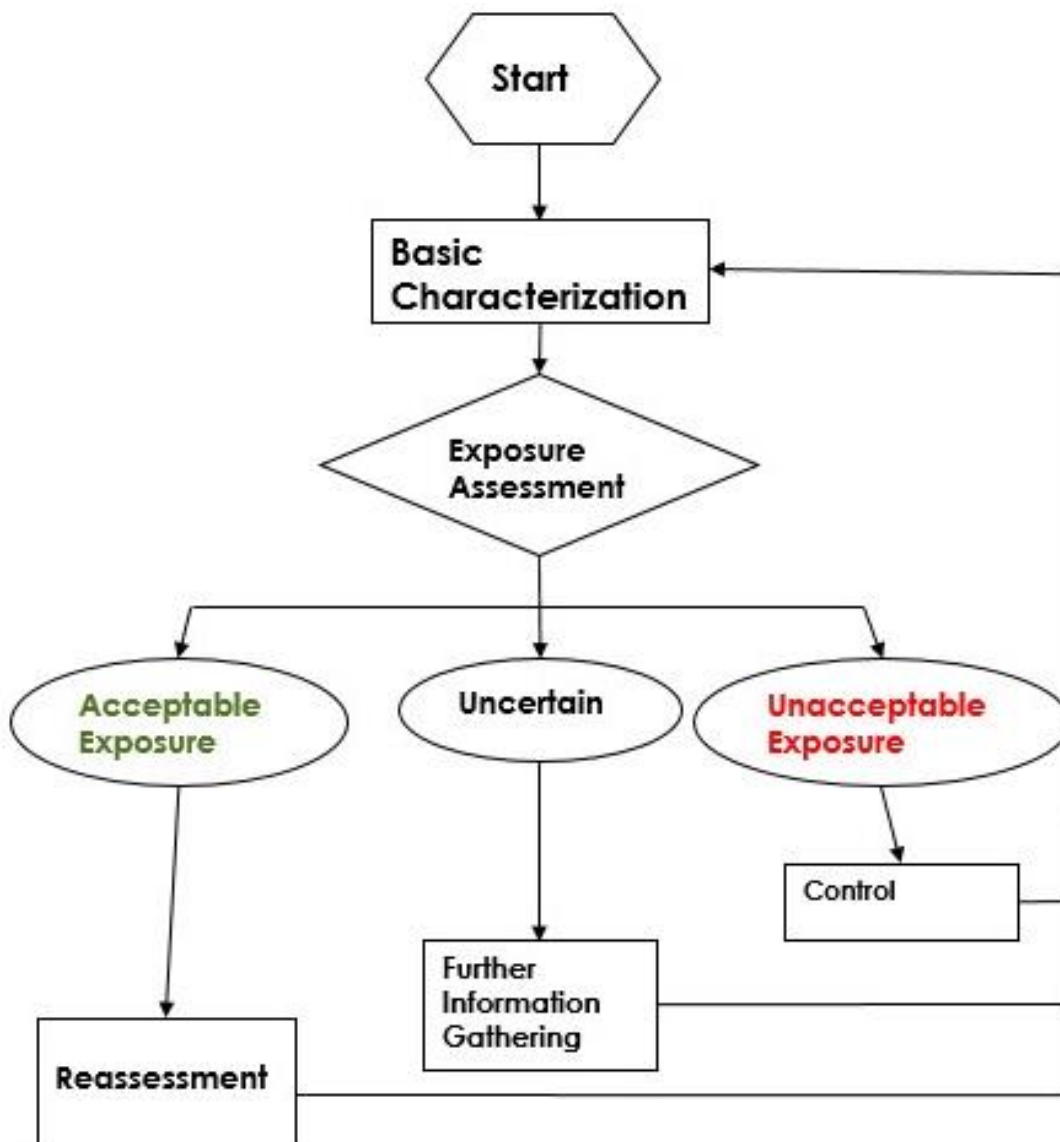 Start
Basic
Characterization
Exposure
Assessment
Acceptable
Exposure
Uncertain
Unacceptable
Exposure
Control
Further
Information
Gathering
Reassessment